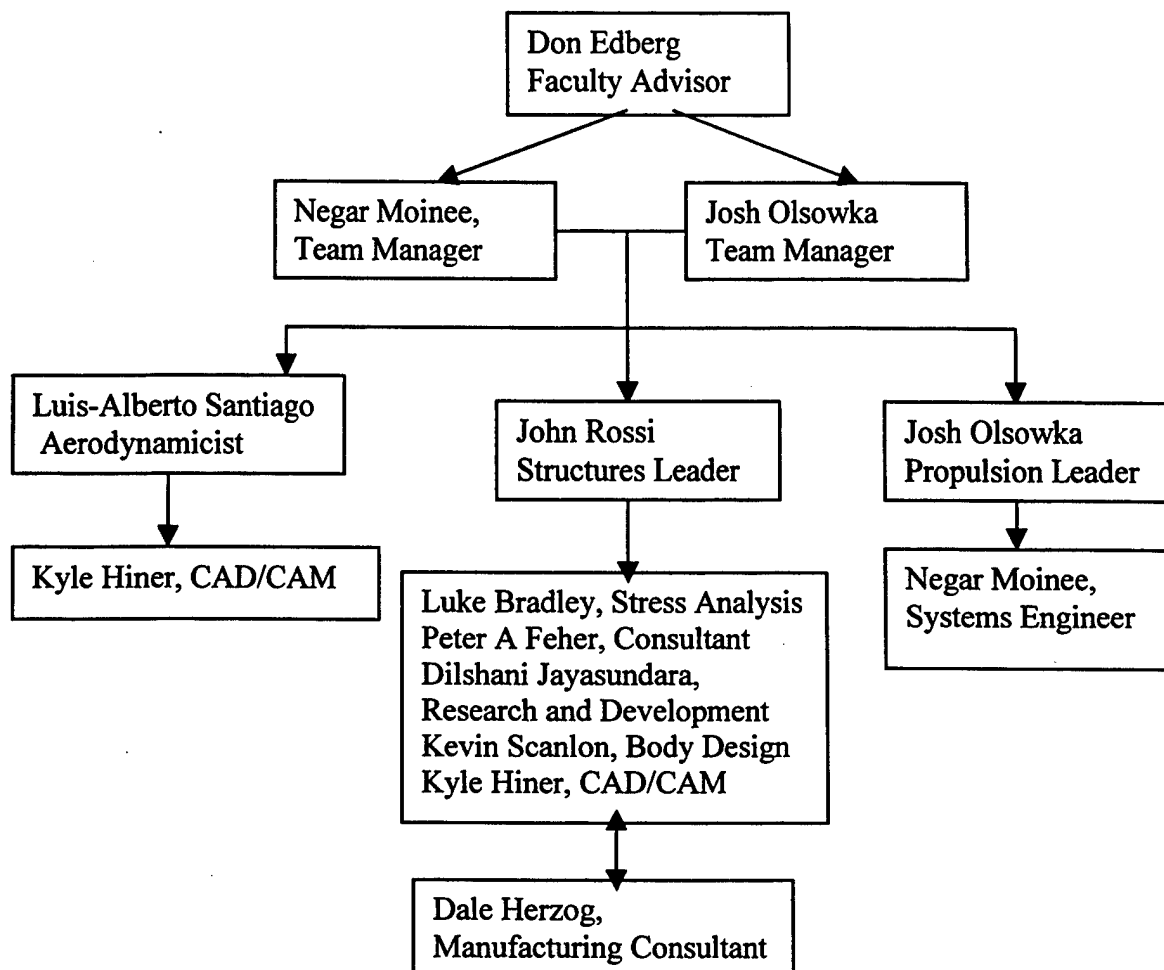 Don Edberg
Faculty Advisor
Negar Moinee,
Team Manager
Josh Olsowka
Team Manager
Luis-Alberto Santiago
Aerodynamicist
John Rossi
Structures Leader
Josh Olsowka
Propulsion Leader
Kyle Hiner, CAD/CAM
Luke Bradley, Stress Analysis
Peter A Feher, Consultant
Dilshani Jayasundara,
Research and Development
Kevin Scanlon, Body Design
Kyle Hiner, CAD/CAM
Negar Moinee,
Systems Engineer
Dale Herzog,
Manufacturing Consultant